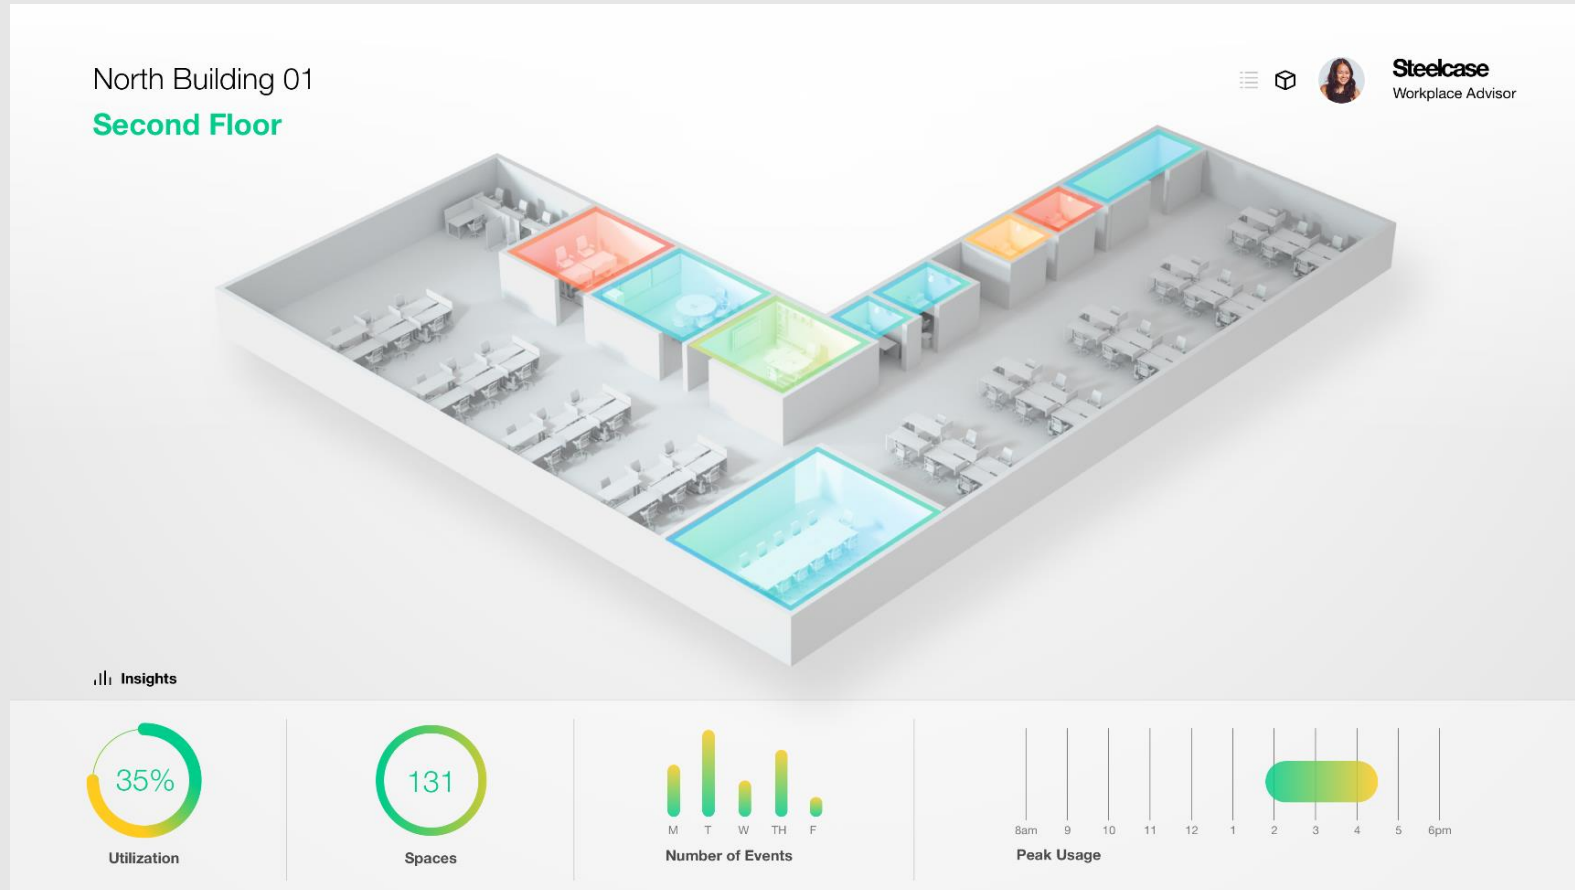 North Building 01
Second Floor
Steelcase
Workplace Advisor
Insights
35%
Utilization
131
Spaces
M T W TH F
Number of Events
8am 9 10 11 12 1 2 3 4 5 6pm
Peak Usage